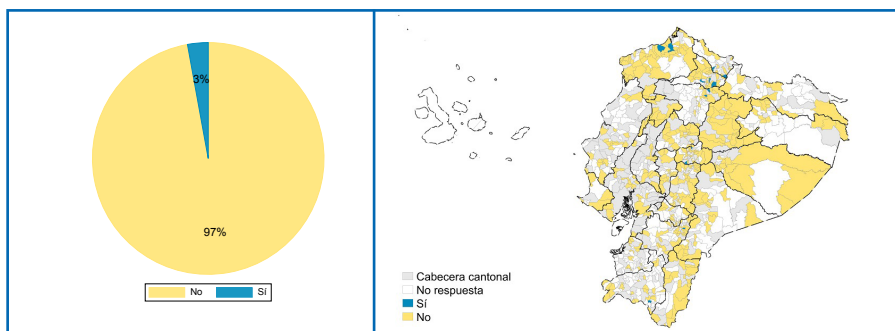 3%
97%
No Sí
Cabecera cantonal
No respuesta
Sí
No